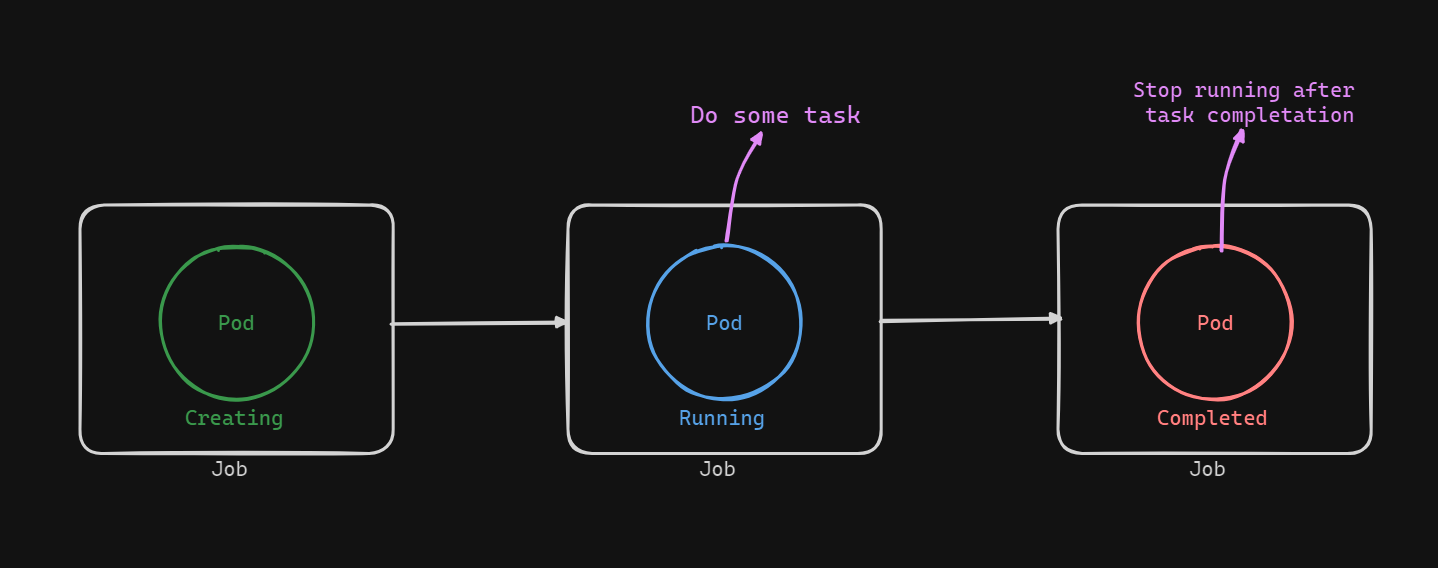 Do some task
Stop running after
task completation
Pod
Creating
Job
Pod
Running
Job
Pod
Completed
Job